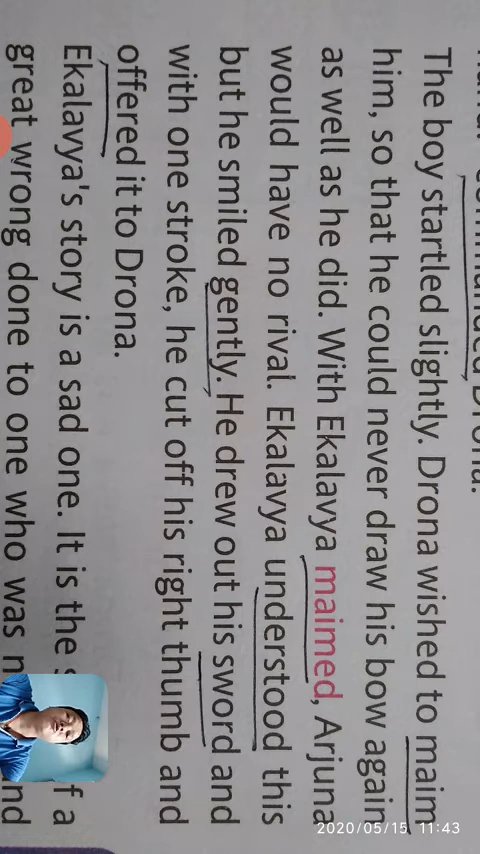 Drona.
The boy startled slightly. Drona wished to maim
him, so that he could never draw his bow again
as well as he did. With Ekalavya maimed, Arjuna
would have no rival. Ekalavya understood this
but he smiled gently. He drew out his sword and
with one stroke, he cut off his right thumb and
offered it to Drona.
Ekalavya's story is a sad one. It is the f a
great wrong done to one who was nd
2020/05/15 11:43